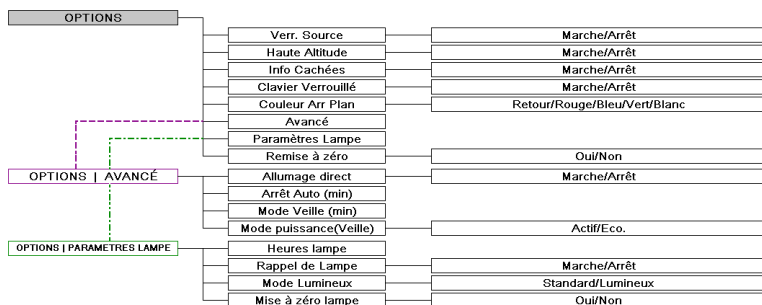 OPTIONS
Verr. Source Marche/Arrêt
Haute Altitude Marche/Arrêt
Info Cachées Marche/Arrêt
Clavier Verrouillé Marche/Arrêt
Couleur Arr Plan Retour/Rouge/Bleu/Vert/Blanc
Avancé
Paramètres Lampe
Remise à zéro Oui/Non
OPTIONS | AVANCÉ Allumage direct Marche/Arrêt
Arrêt Auto (min)
Mode Veille (min)
Mode puissance(Veille) Actif/Eco.
OPTIONS | PARAMETRES LAMPE Heures lampe
Rappel de Lampe Marche/Arrêt
Mode Lumineux Standard/Lumineux
Mise à zéro lampe Oui/Non